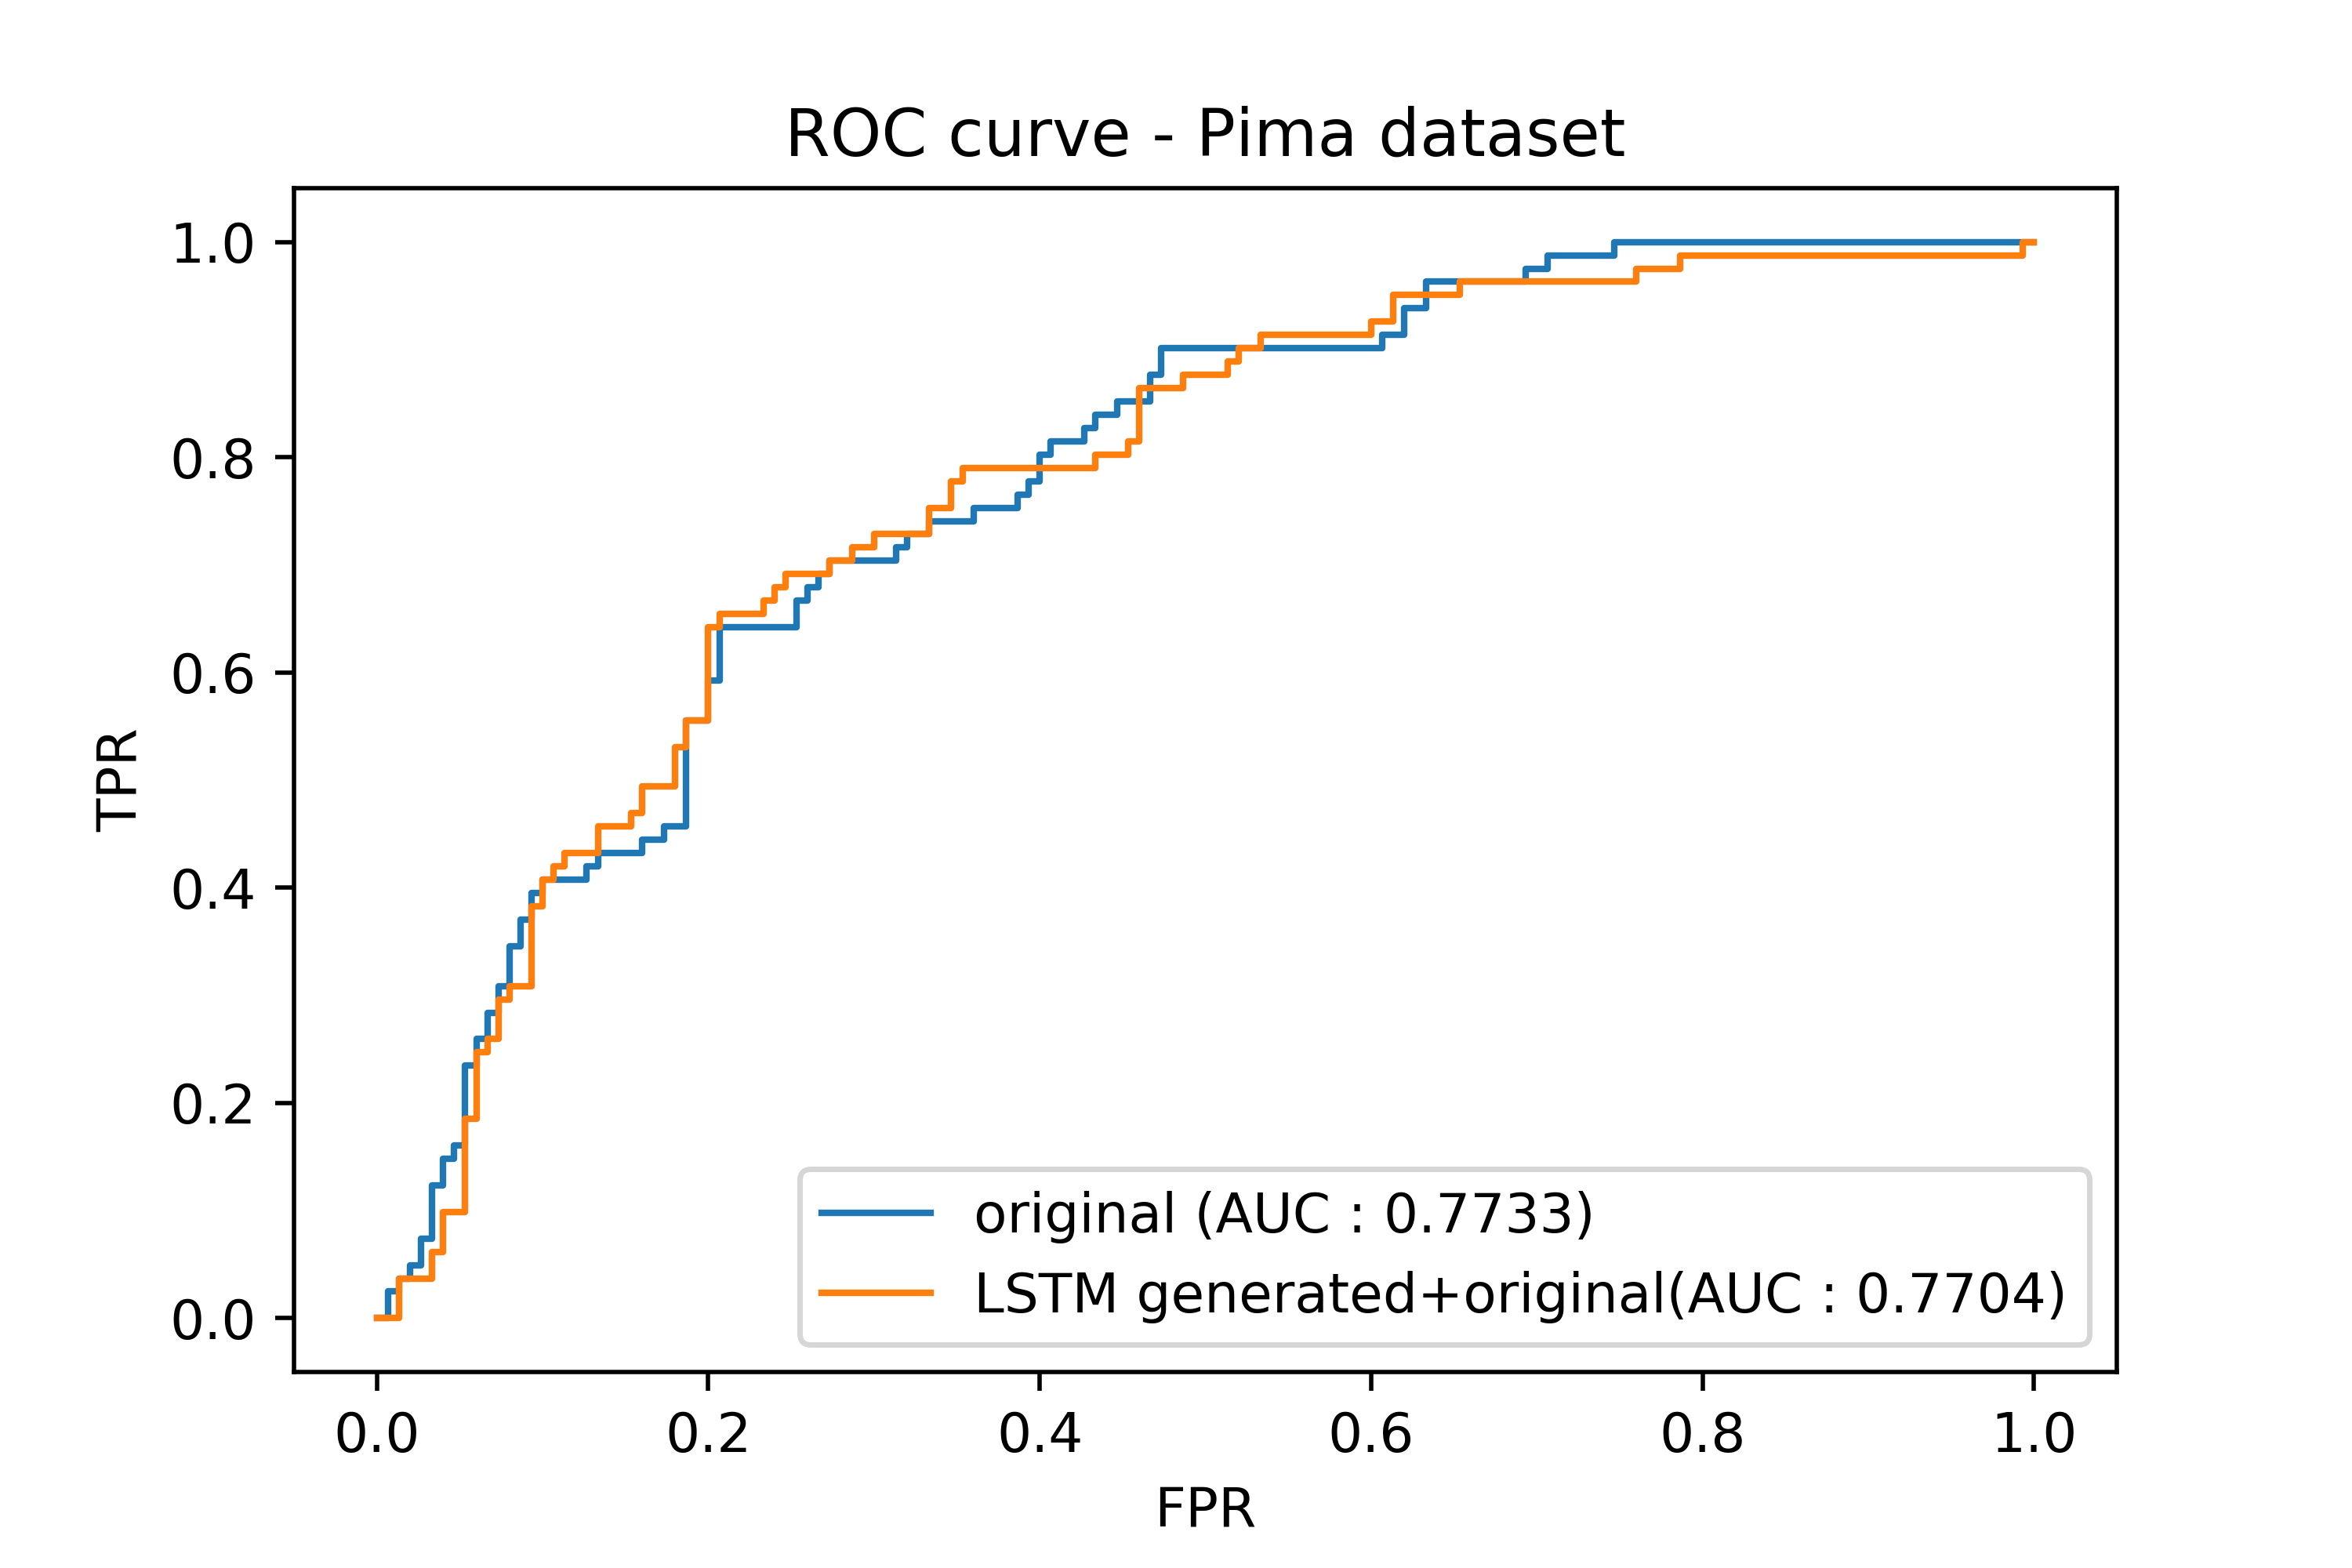 ROC curve - Pima dataset
1.0
0.8
0.6
0.4
0.2
0.0
TPR
original (AUC : 0.7733)
LSTM generated+original(AUC : 0.7704)
0.0 0.2 0.4 0.6 0.8 1.0
FPR